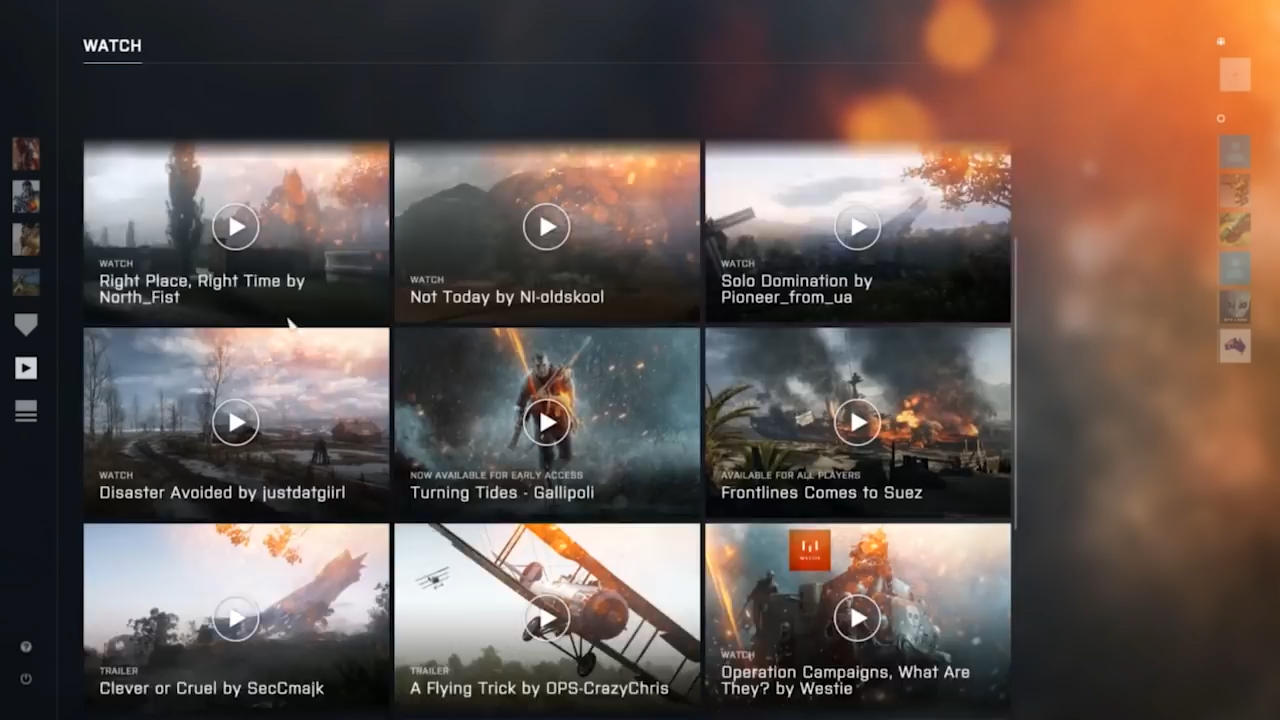 WATCH
WATCH
Right Place, Right Time by
North_Fist
WATCH
Not Today by NI-oldskool
WATCH
Solo Domination by
Pioneer_from_ua
WATCH
Disaster Avoided by justdatgiirl
NOW AVAILABLE FOR EARLY ACCESS
Turning Tides - Gallipoli
AVAILABLE FOR ALL PLAYERS
Frontlines Comes to Suez
TRAILER
Clever or Cruel by SecCmajk
TRAILER
A Flying Trick by OPS-CrazyChris
WATCH
Operation Campaigns, What Are
They? by Westie